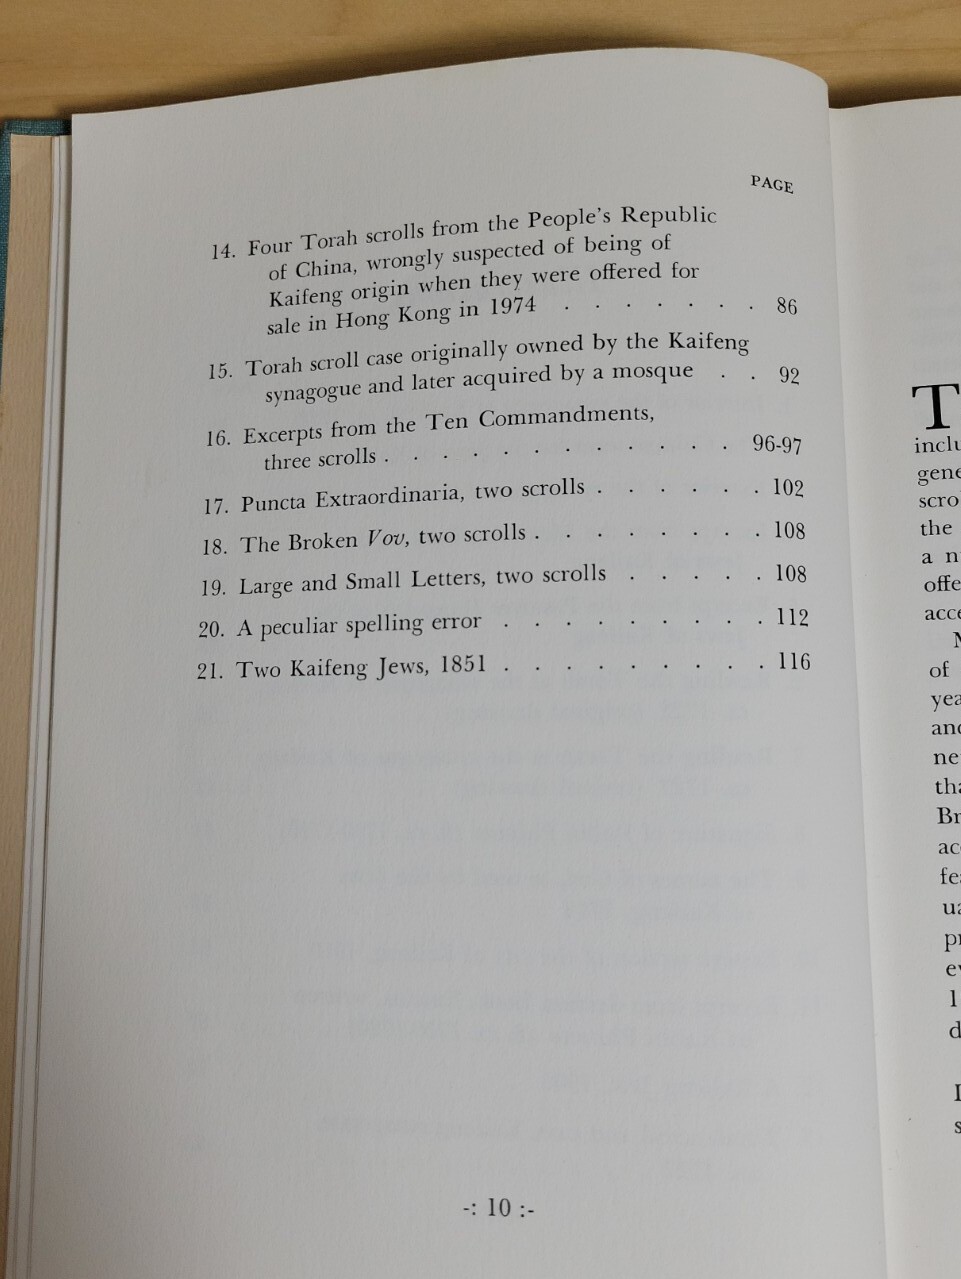 PAGE
14. Four Torah scrolls from the People's Republic
of China, wrongly suspected of being of
Kaifeng origin when they were offered for
sale in Hong Kong in 1974 . . . . . . . 86
15. Torah scroll case originally owned by the Kaifeng
synagogue and later acquired by a mosque . . 92
16. Excerpts from the Ten Commandments,
three scrolls . . . . . . . . . . . . . 96-97
17. Puncta Extraordinaria, two scrolls . . . . . . 102
18. The Broken Vov, two scrolls . . . . . . . . 108
19. Large and Small Letters, two scrolls . . . . . 108
20. A peculiar spelling error . . . . . . . . . 112
21. Two Kaifeng Jews, 1851 . . . . . . . . . 116
-: 10 :-
T
the
a
of